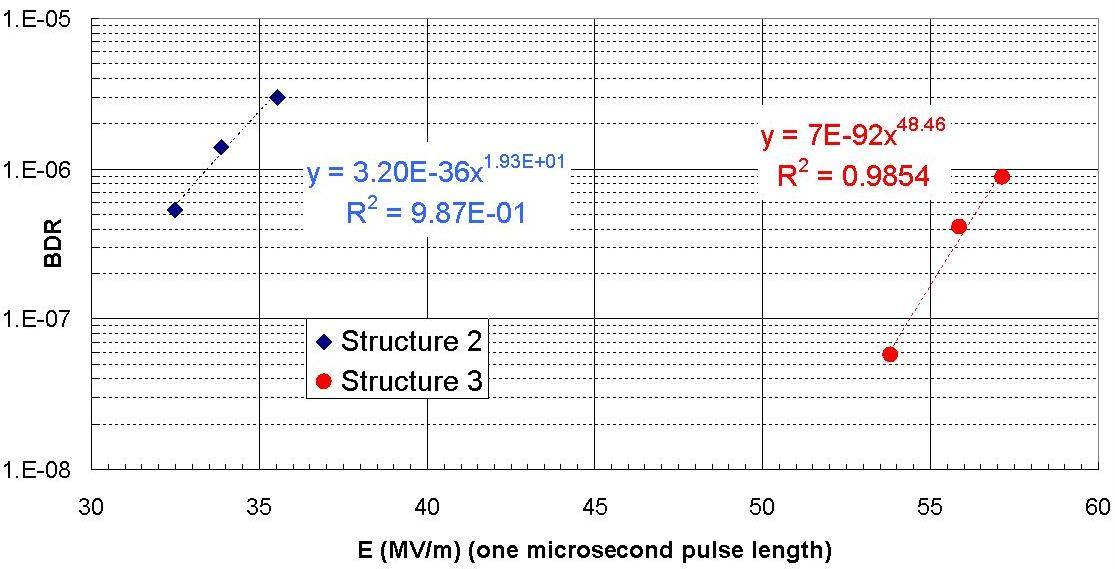 1.E-05
1.E-06
1.E-07
1.E-08
BDR
y = 3.20E-36x^1.93E+01
R² = 9.87E-01
y = 7E-92x^48.46
R² = 0.9854
Structure 2
Structure 3
30 35 40 45 50 55 60
E (MV/m) (one microsecond pulse length)